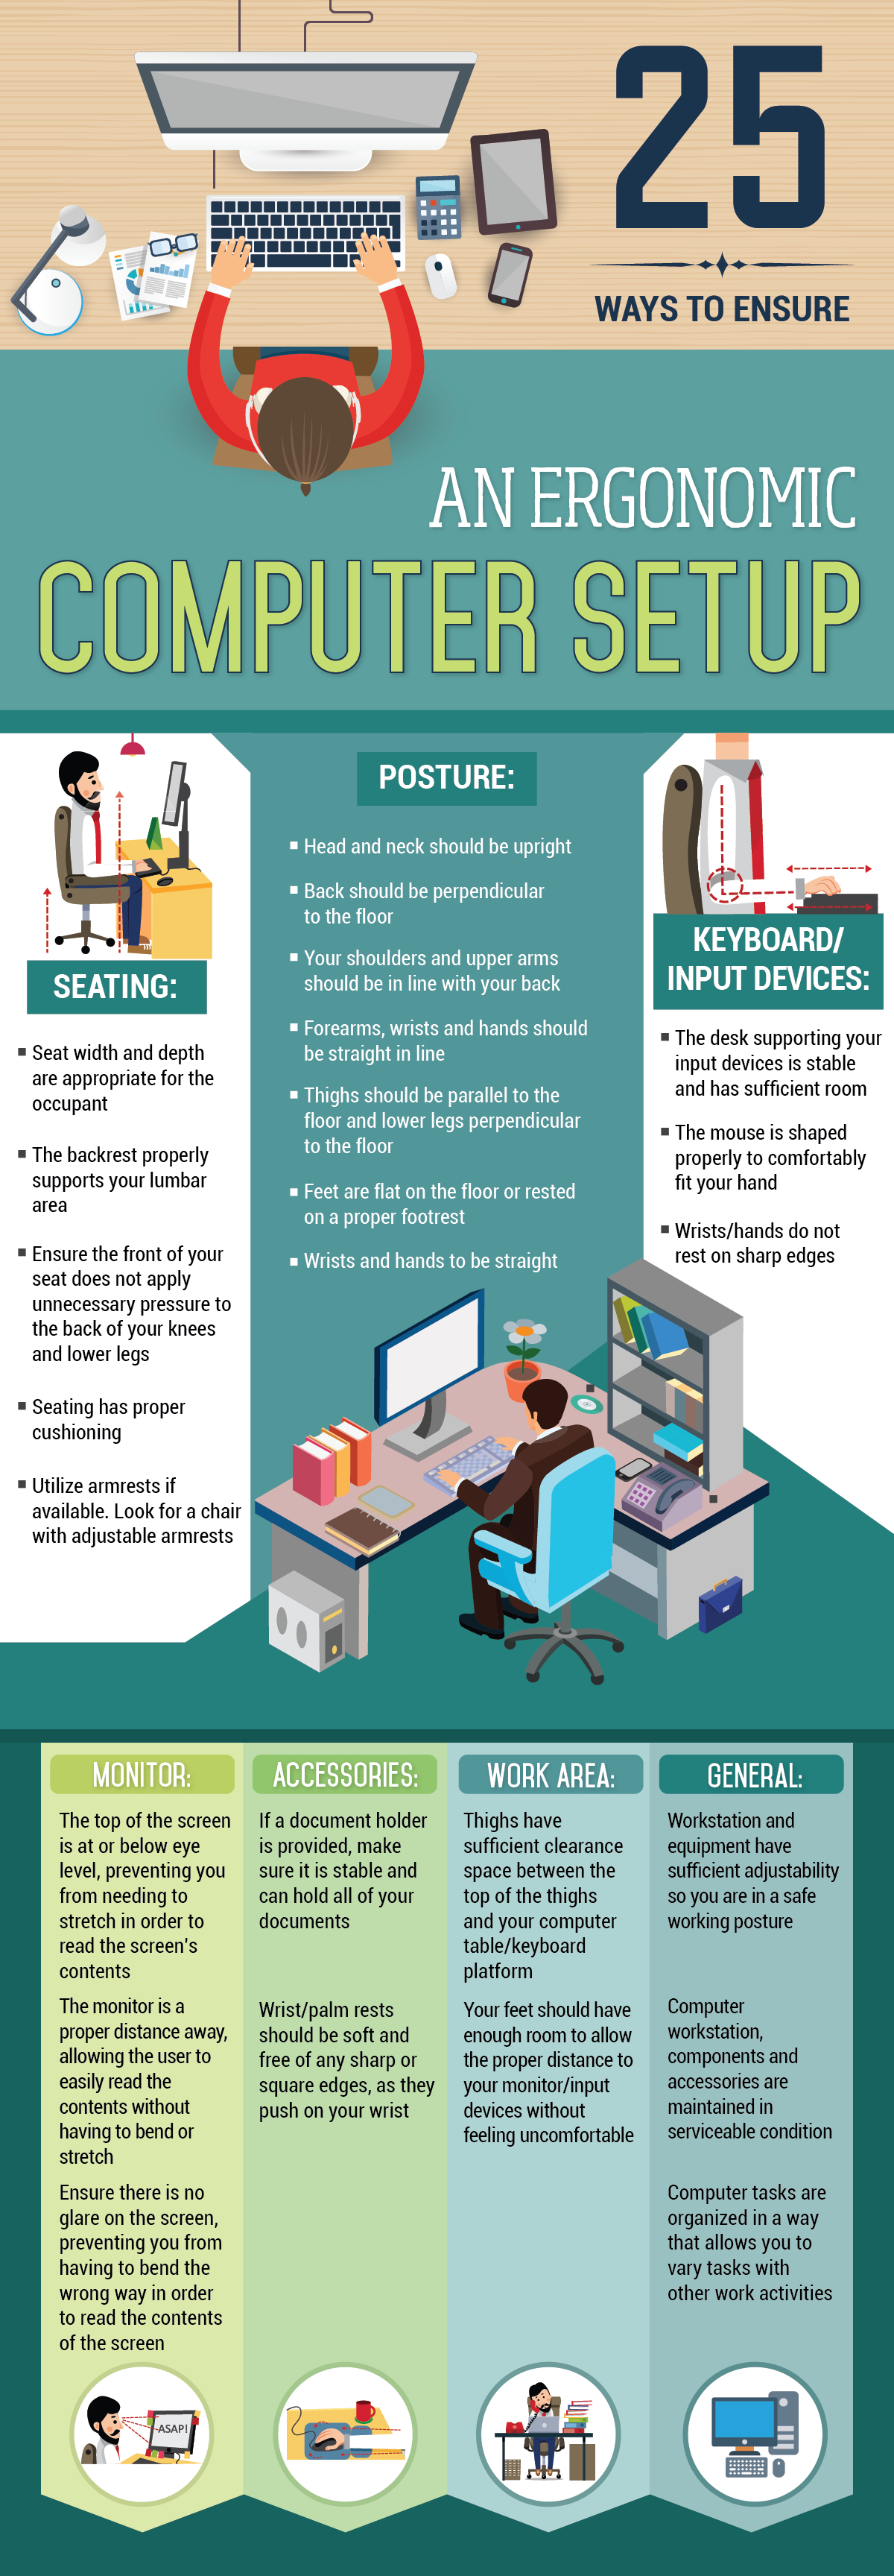 25
WAYS TO ENSURE
AN ERGONOMIC
COMPUTER SETUP
SEATING:
Seat width and depth
are appropriate for the
occupant
The backrest properly
supports your lumbar
area
Ensure the front of your
seat does not apply
unnecessary pressure to
the back of your knees
and lower legs
Seating has proper
cushioning
Utilize armrests if
available. Look for a chair
with adjustable armrests
POSTURE:
Head and neck should be upright
Back should be perpendicular
to the floor
Your shoulders and upper arms
should be in line with your back
Forearms, wrists and hands should
be straight in line
Thighs should be parallel to the
floor and lower legs perpendicular
to the floor
Feet are flat on the floor or rested
on a proper footrest
Wrists and hands to be straight
KEYBOARD/
INPUT DEVICES:
The desk supporting your
input devices is stable
and has sufficient room
The mouse is shaped
properly to comfortably
fit your hand
Wrists/hands do not
rest on sharp edges
MONITOR:
The top of the screen
is at or below eye
level, preventing you
from needing to
stretch in order to
read the screen's
contents
The monitor is a
proper distance away,
allowing the user to
easily read the
contents without
having to bend or
stretch
Ensure there is no
glare on the screen,
preventing you from
having to bend the
wrong way in order
to read the contents
of the screen
ASAP!
ACCESSORIES:
If a document holder
is provided, make
sure it is stable and
can hold all of your
documents
Wrist/palm rests
should be soft and
free of any sharp or
square edges, as they
push on your wrist
WORK AREA:
Thighs have
sufficient clearance
space between the
top of the thighs
and your computer
table/keyboard
platform
Your feet should have
enough room to allow
the proper distance to
your monitor/input
devices without
feeling uncomfortable
GENERAL:
Workstation and
equipment have
sufficient adjustability
so you are in a safe
working posture
Computer
workstation,
components and
accessories are
maintained in
serviceable condition
Computer tasks are
organized in a way
that allows you to
vary tasks with
other work activities